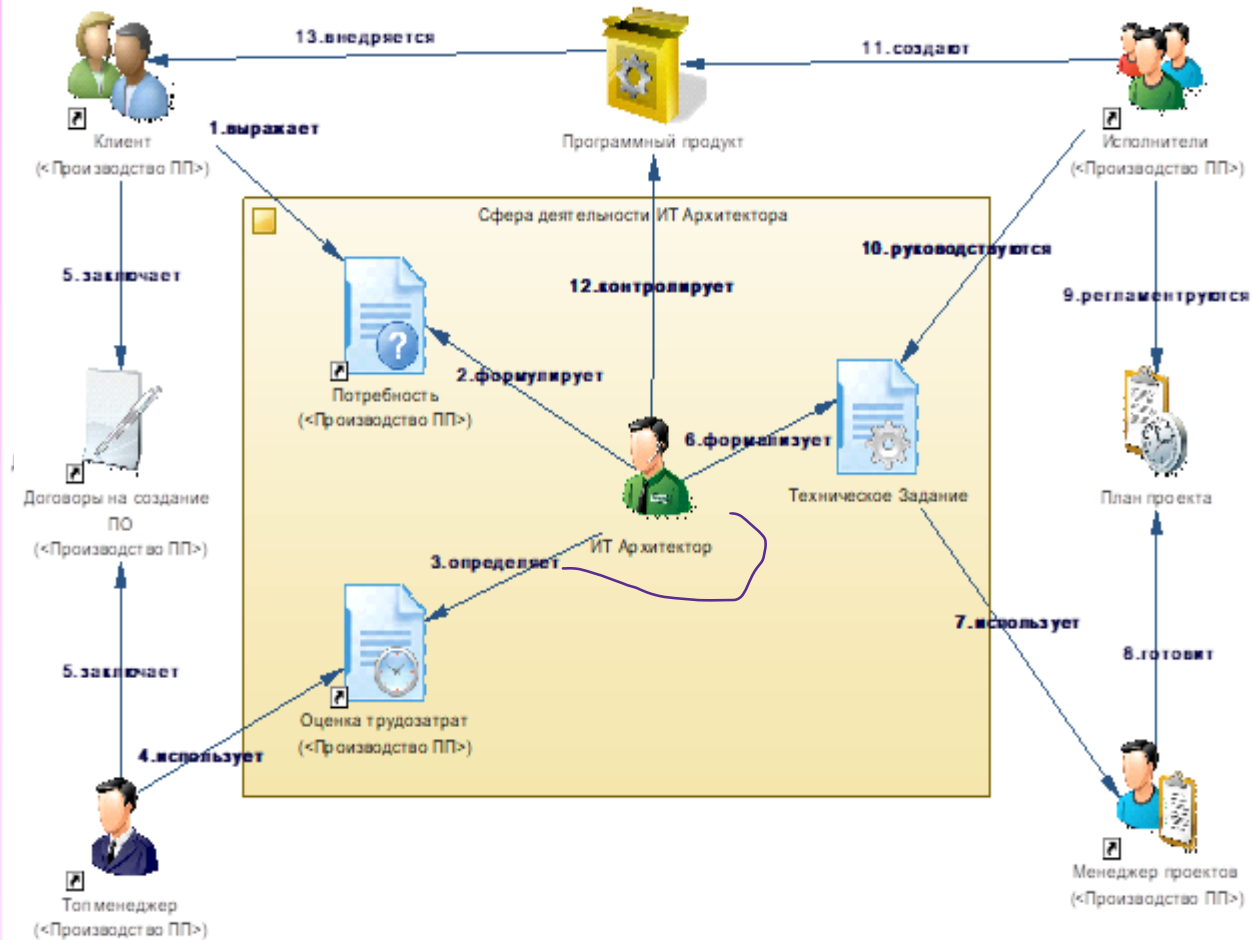 13.внедряется
11.создают
Клиент
(<Производство ПП>)
1.выражает
Программный продукт
Исполнители
(<Производство ПП>)
Сфера деятельности ИТ Архитектора
10.руководствуются
5.заключает
12.контролирует
9.регламентруются
2.формулирует
Потребность
(<Производство ПП>)
6.формализует
Договоры на создание
ПО
(<Производство ПП>)
Техническое Задание
План проекта
ИТ Архитектор
3.определяет
7.использует
8.готовит
5.заключает
Оценка трудозатрат
(<Производство ПП>)
4.использует
Топ менеджер
(<Производство ПП>)
Менеджер проектов
(<Производство ПП>)